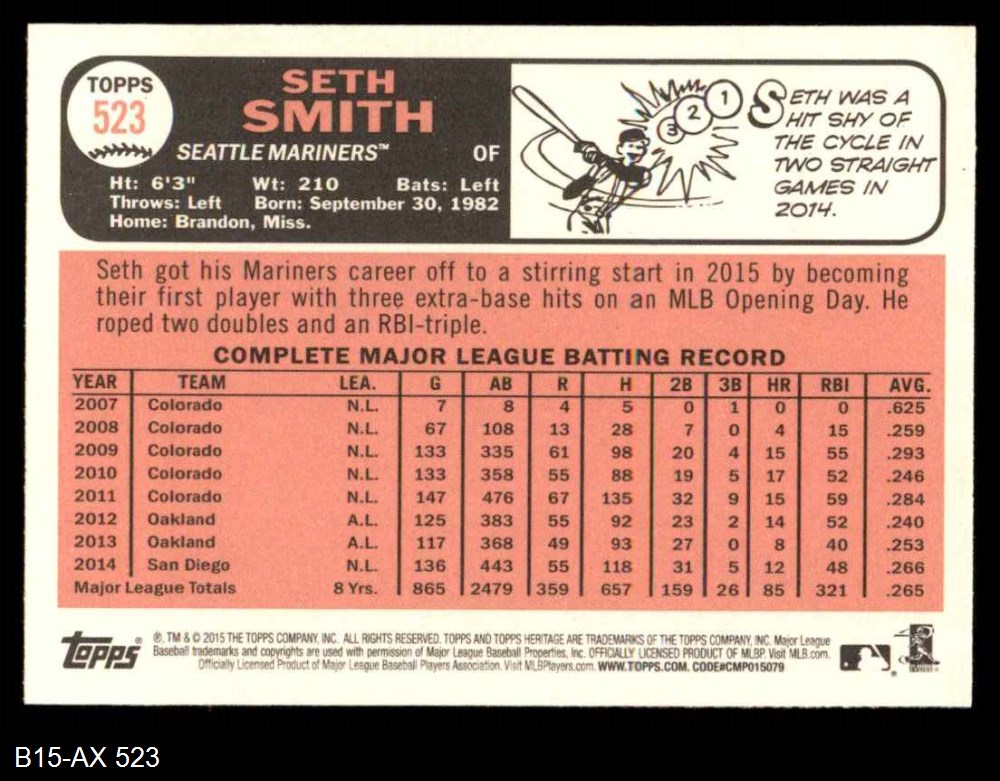 TOPPS
523
SETH
SMITH
SEATTLE MARINERS™ OF
Ht: 6'3" Wt: 210 Bats: Left
Throws: Left Born: September 30, 1982
Home: Brandon, Miss.
3 2 1
SETH WAS A
HIT SHY OF
THE CYCLE IN
TWO STRAIGHT
GAMES IN
2014.
Seth got his Mariners career off to a stirring start in 2015 by becoming
their first player with three extra-base hits on an MLB Opening Day. He
roped two doubles and an RBI-triple.
COMPLETE MAJOR LEAGUE BATTING RECORD
YEAR TEAM LEA. G AB R H 2B 3B HR RBI AVG.
2007 Colorado N.L. 7 8 4 5 0 1 0 0 .625
2008 Colorado N.L. 67 108 13 28 7 0 4 15 .259
2009 Colorado N.L. 133 335 61 98 20 4 15 55 .293
2010 Colorado N.L. 133 358 55 88 19 5 17 52 .246
2011 Colorado N.L. 147 476 67 135 32 9 15 59 .284
2012 Oakland A.L. 125 383 55 92 23 2 14 52 .240
2013 Oakland A.L. 117 368 49 93 27 0 8 40 .253
2014 San Diego N.L. 136 443 55 118 31 5 12 48 .266
Major League Totals 8 Yrs. 865 2479 359 657 159 26 85 321 .265
topps
®, TM & © 2015 THE TOPPS COMPANY, INC. ALL RIGHTS RESERVED. TOPPS AND TOPPS HERITAGE ARE TRADEMARKS OF THE TOPPS COMPANY, INC. Major League
Baseball trademarks and copyrights are used with permission of Major League Baseball Properties, Inc. OFFICIALLY LICENSED PRODUCT OF MLBP. Visit MLB.com.
Officially Licensed Product of Major League Baseball Players Association. Visit MLBPlayers.com. WWW.TOPPS.COM. CODE#CMP015079
B15-AX 523